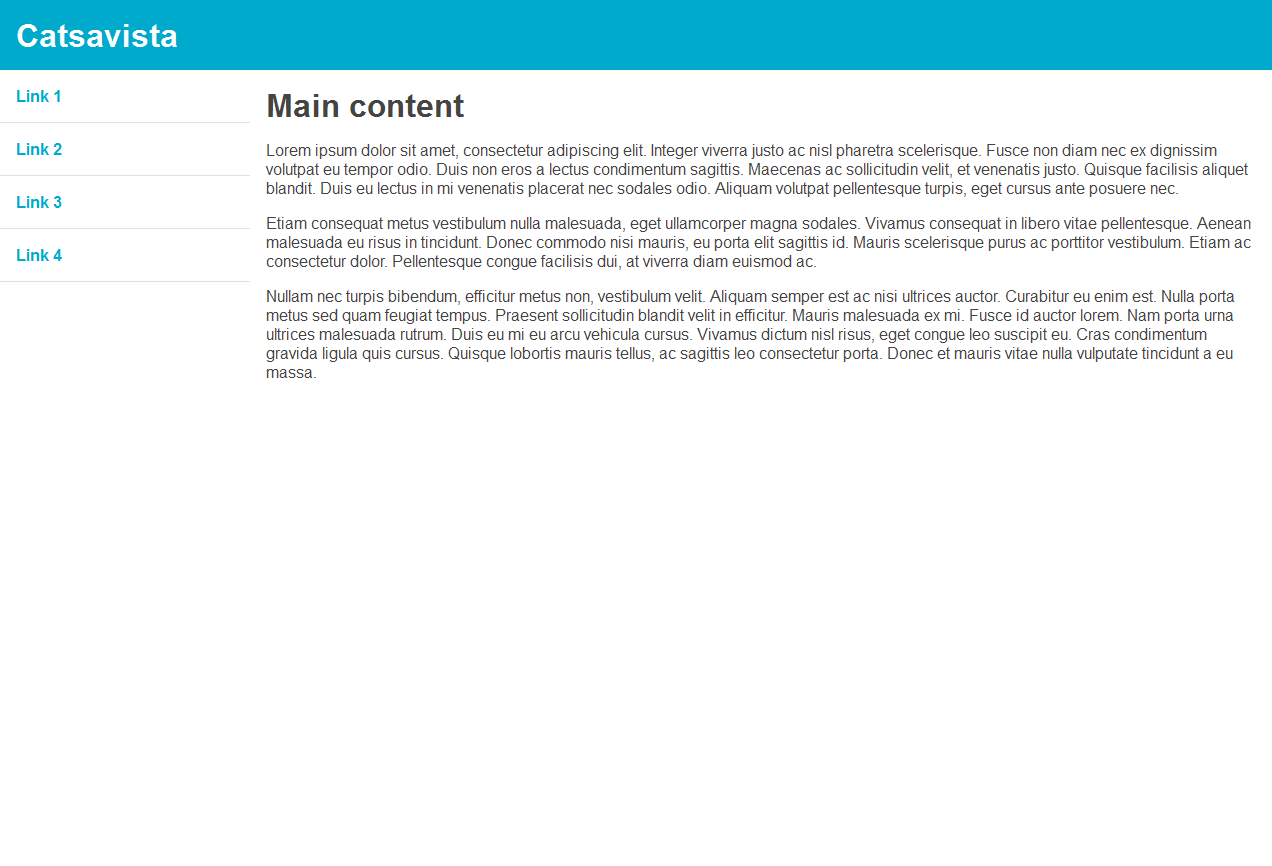 Catsavista
Link 1
Link 2
Link 3
Link 4
Main content
Lorem ipsum dolor sit amet, consectetur adipiscing elit. Integer viverra justo ac nisl pharetra scelerisque. Fusce non diam nec ex dignissim
volutpat eu tempor odio. Duis non eros a lectus condimentum sagittis. Maecenas ac sollicitudin velit, et venenatis justo. Quisque facilisis aliquet
blandit. Duis eu lectus in mi venenatis placerat nec sodales odio. Aliquam volutpat pellentesque turpis, eget cursus ante posuere nec.
Etiam consequat metus vestibulum nulla malesuada, eget ullamcorper magna sodales. Vivamus consequat in libero vitae pellentesque. Aenean
malesuada eu risus in tincidunt. Donec commodo nisi mauris, eu porta elit sagittis id. Mauris scelerisque purus ac porttitor vestibulum. Etiam ac
consectetur dolor. Pellentesque congue facilisis dui, at viverra diam euismod ac.
Nullam nec turpis bibendum, efficitur metus non, vestibulum velit. Aliquam semper est ac nisi ultrices auctor. Curabitur eu enim est. Nulla porta
metus sed quam feugiat tempus. Praesent sollicitudin blandit velit in efficitur. Mauris malesuada ex mi. Fusce id auctor lorem. Nam porta urna
ultrices malesuada rutrum. Duis eu mi eu arcu vehicula cursus. Vivamus dictum nisl risus, eget congue leo suscipit eu. Cras condimentum
gravida ligula quis cursus. Quisque lobortis mauris tellus, ac sagittis leo consectetur porta. Donec et mauris vitae nulla vulputate tincidunt a eu
massa.